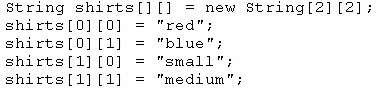 String shirts[][] = new String[2][2];
shirts[0][0] = "red";
shirts[0][1] = "blue";
shirts[1][0] = "small";
shirts[1][1] = "medium";